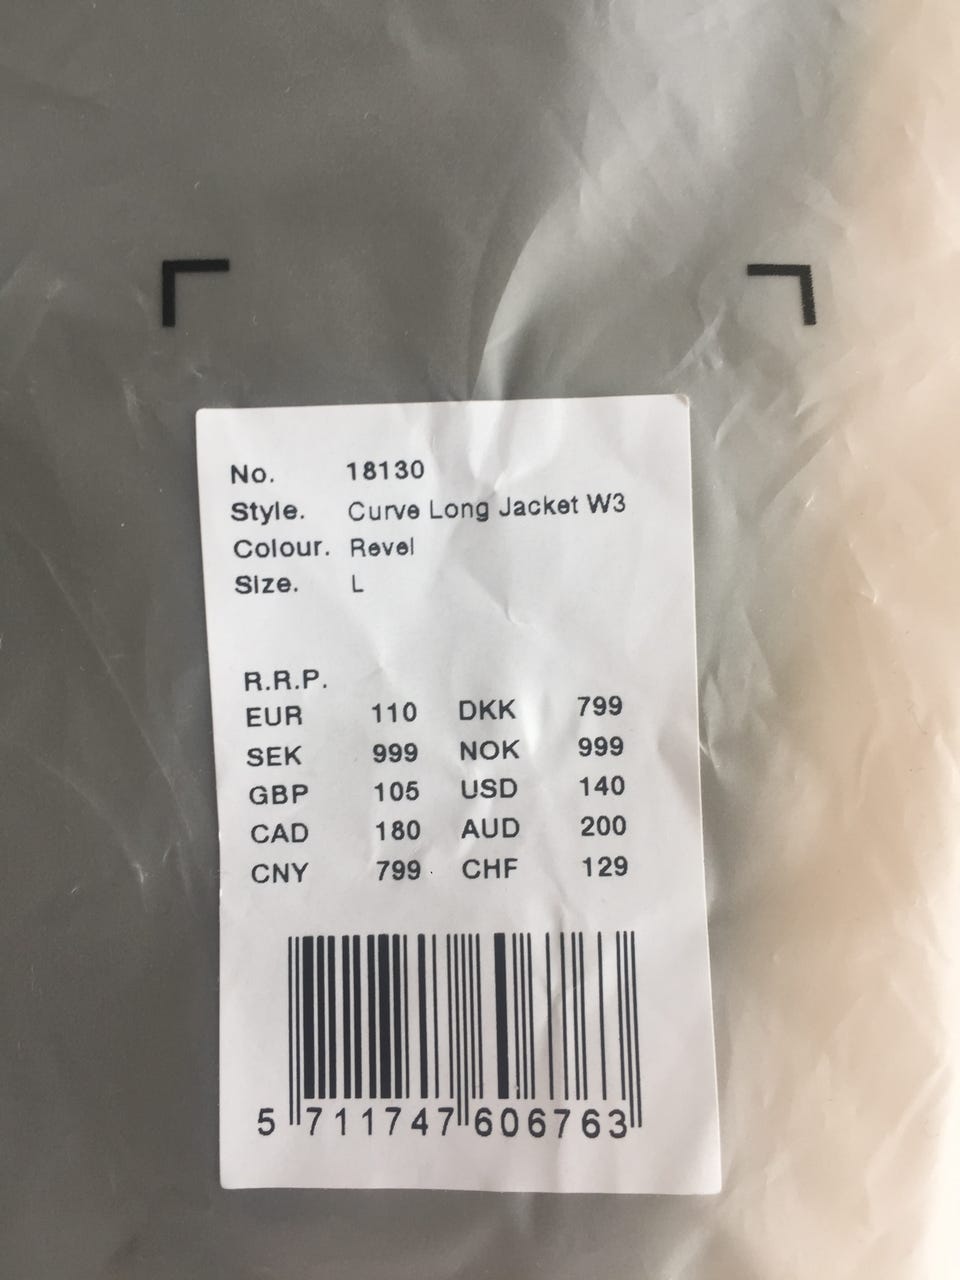 No. 18130
Style. Curve Long Jacket W3
Colour. Revel
Size. L
R.R.P.
EUR 110 DKK 799
SEK 999 NOK 999
GBP 105 USD 140
CAD 180 AUD 200
CNY 799 CHF 129
5 711747 606763